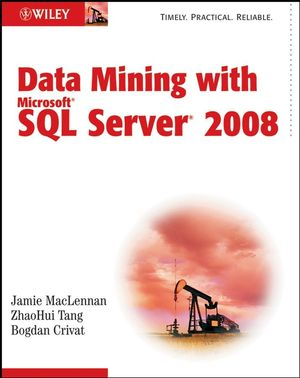 WILEY
TIMELY. PRACTICAL. RELIABLE.
Data Mining with
Microsoft®
SQL Server® 2008
Jamie MacLennan
ZhaoHui Tang
Bogdan Crivat